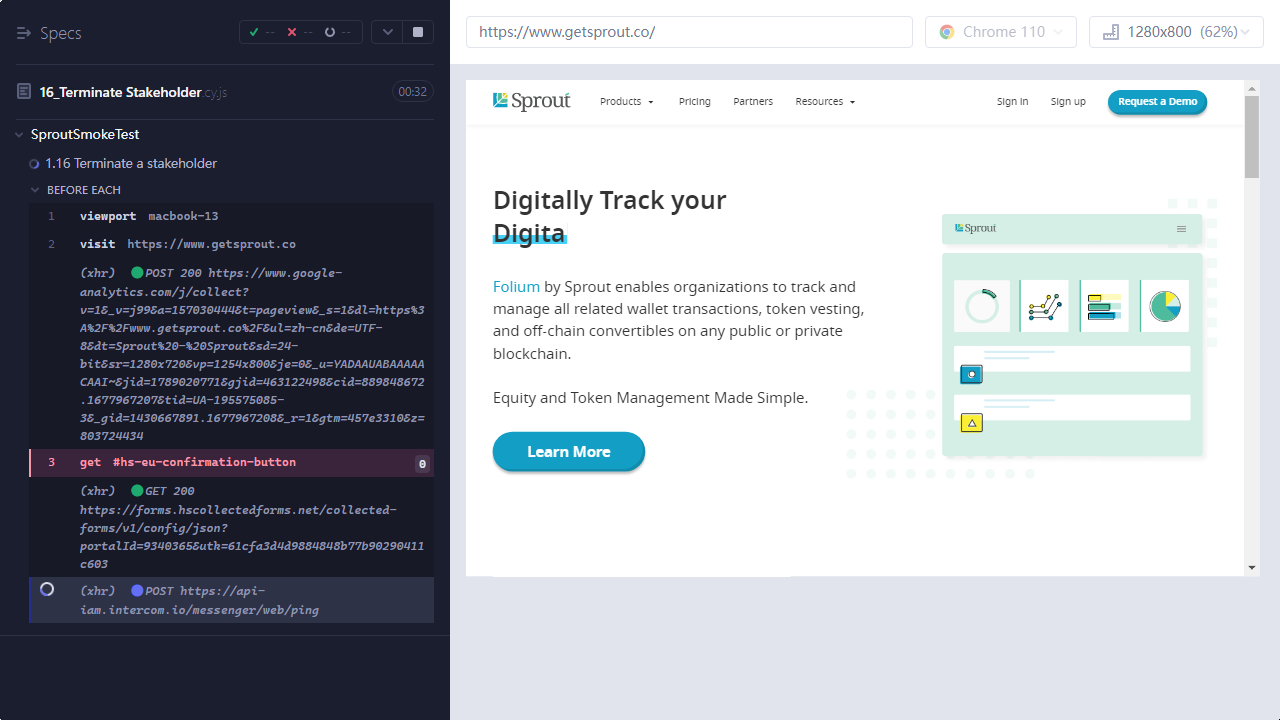 Specs
-- -- --
16_Terminate Stakeholder.cy.js
00:32
SproutSmokeTest
1.16 Terminate a stakeholder
BEFORE EACH
1 viewport macbook-13
2 visit https://www.getsprout.co
(xhr) POST 200 https://www.google-
analytics.com/j/collect?
v=1&_v=j99&a=157030444&t=pageview&_s=1&dl=https%3
A%2F%2Fwww.getsprout.co%2F&ul=zh-cn&de=UTF-
8&dt=Sprout%20-%20Sprout&sd=24-
bit&sr=1280x720&vp=1254x800&je=0&_u=YADAAUABAAAAA
CAAI~&jid=1789020771&gjid=463122498&cid=889848672
.1677967207&tid=UA-195575085-
3&_gid=1430667891.1677967208&_r=1&gtm=457e3310&z=
803724434
3 get #hs-eu-confirmation-button 0
(xhr) GET 200
https://forms.hscollectedforms.net/collected-
forms/v1/config/json?
portalId=9340365&utk=61cfa3d4d9884848b77b90290411
c603
(xhr) POST https://api-
iam.intercom.io/messenger/web/ping
https://www.getsprout.co/
Chrome 110
1280x800 (62%)
Sprout
Products
Pricing
Partners
Resources
Sign In
Sign up
Request a Demo
Digitally Track your
Digita
Folium by Sprout enables organizations to track and
manage all related wallet transactions, token vesting,
and off-chain convertibles on any public or private
blockchain.
Equity and Token Management Made Simple.
Learn More
Sprout